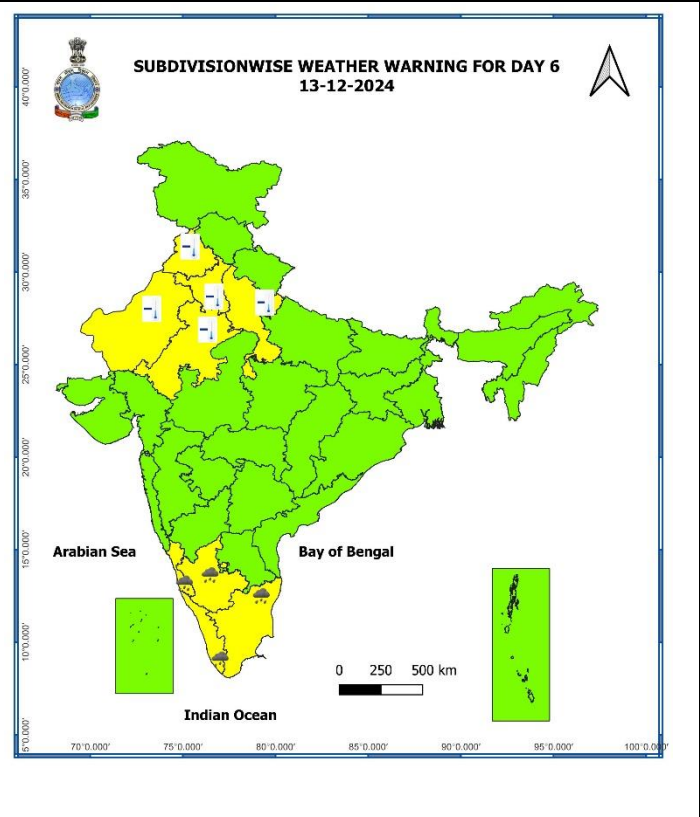 SUBDIVISIONWISE WEATHER WARNING FOR DAY 6
13-12-2024
40°0.000'
35°0.000'
30°0.000'
25°0.000'
20°0.000'
15°0.000'
10°0.000'
5°0.000'
Arabian Sea
Bay of Bengal
0 250 500 km
Indian Ocean
70°0.000' 75°0.000' 80°0.000' 85°0.000' 90°0.000' 95°0.000' 100°0.000'